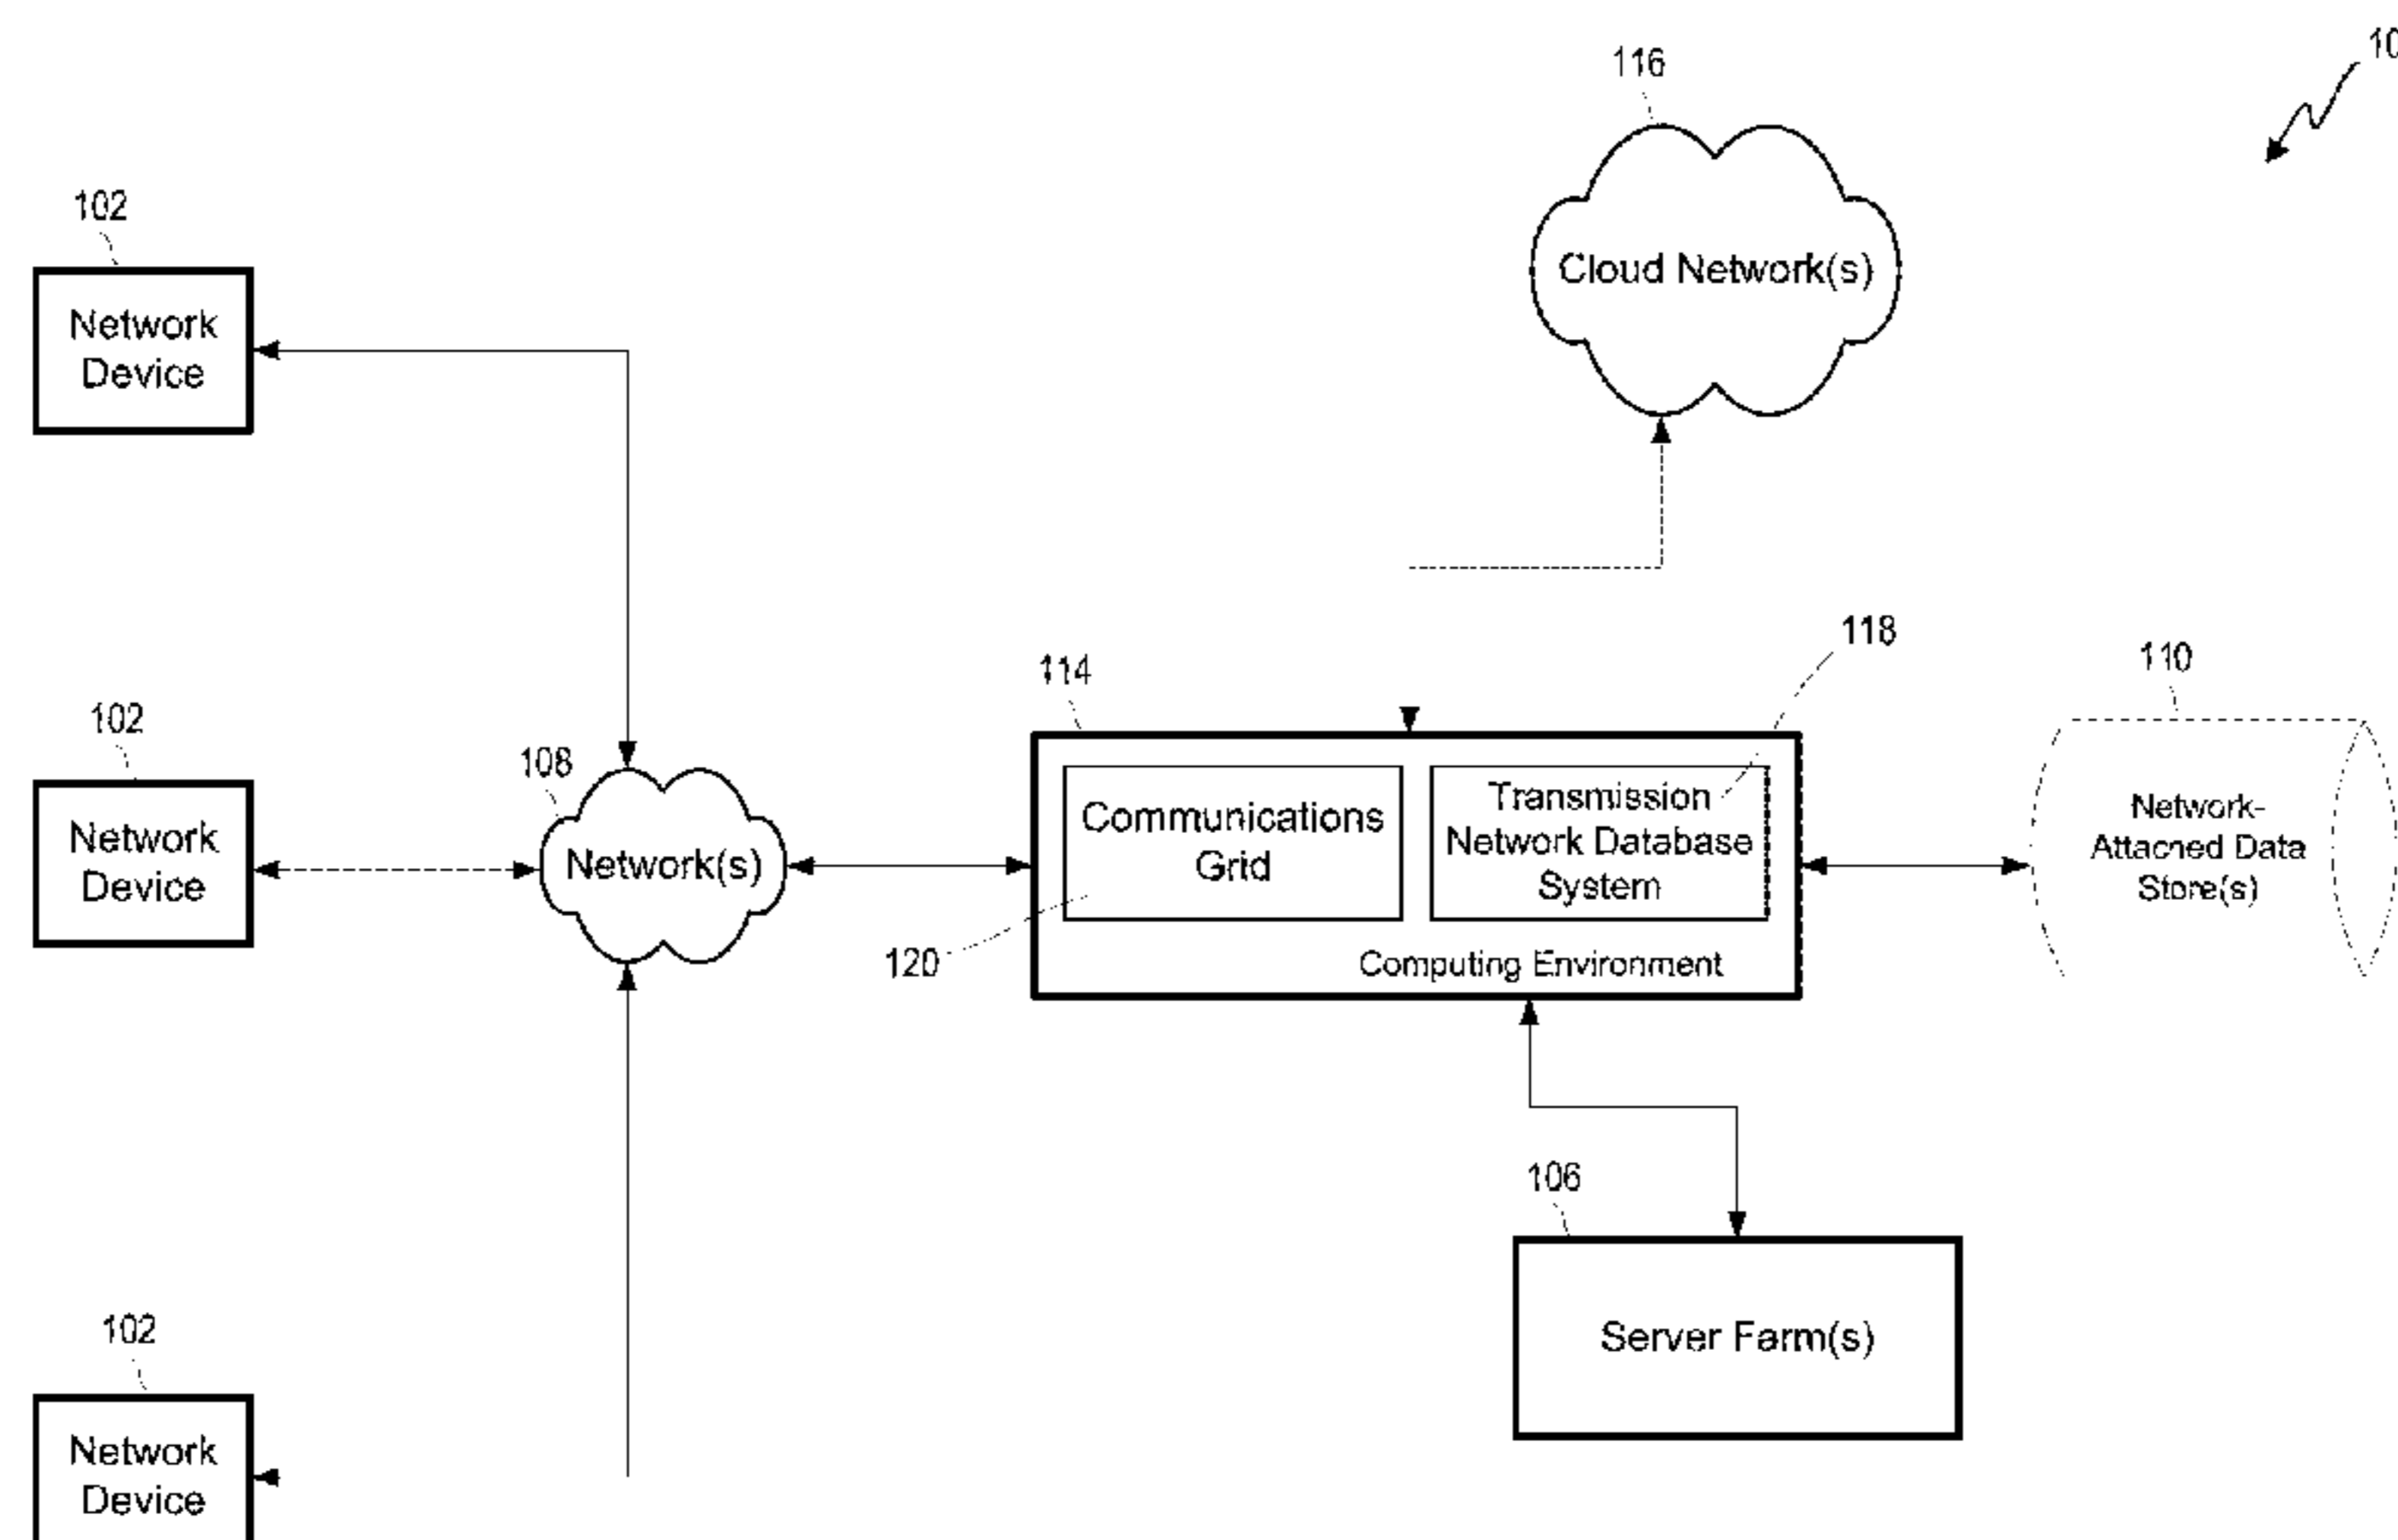 116
10
102
Cloud Network(s)
Network
Device
118
110
114
102
108
Network-
Attacned Data
Store(s)
Transmission
Network Database
System
Communications
Grid
Network
Device
Network(s)
120
Computing Environment
106
102
Server Farm(s)
Network
Device